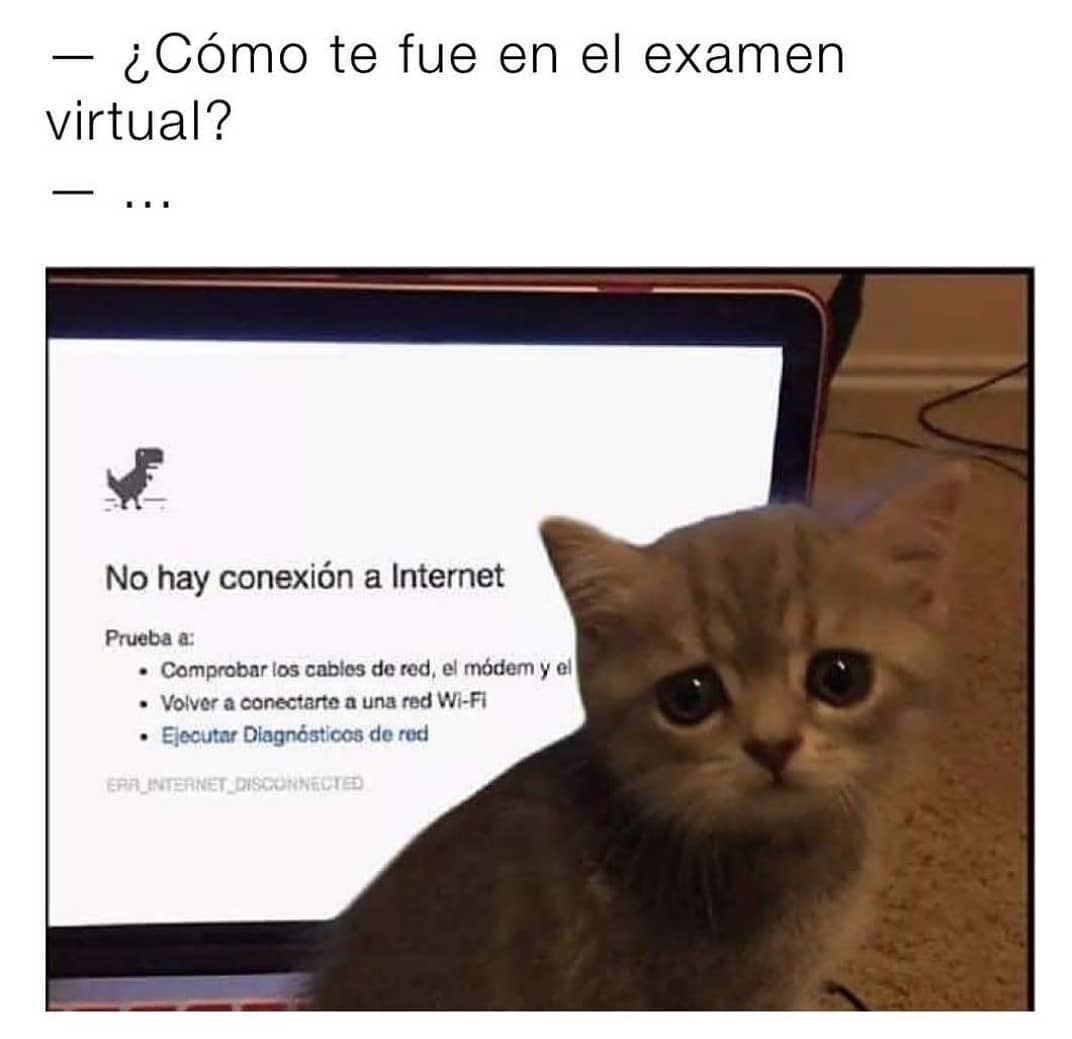 — ¿Cómo te fue en el examen
virtual?
— ...
No hay conexión a Internet
Prueba a:
• Comprobar los cables de red, el módem y el
• Volver a conectarte a una red Wi-Fi
• Ejecutar Diagnósticos de red
ERR_INTERNET_DISCONNECTED